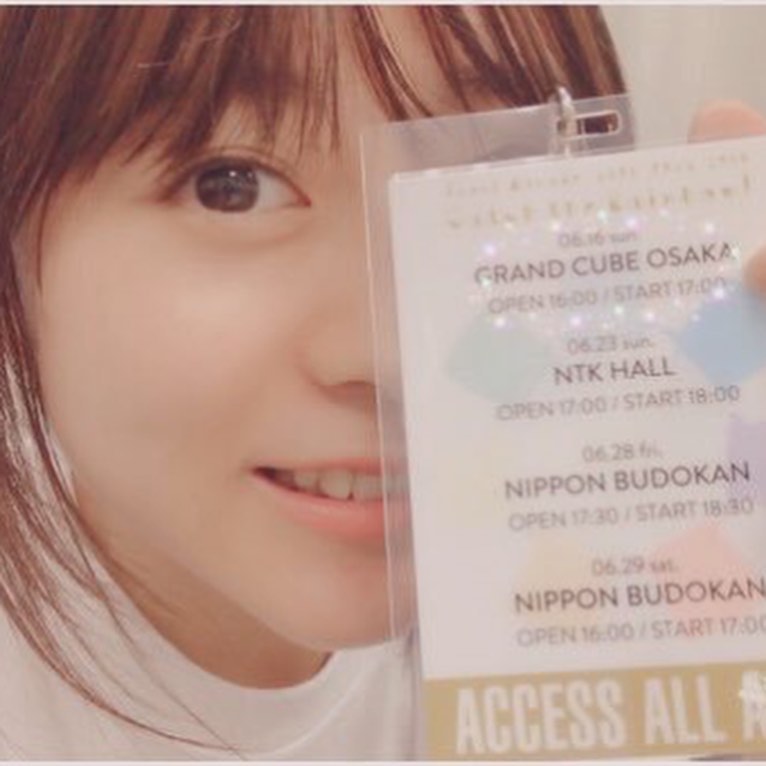 06.16 sun.
GRAND CUBE OSAKA
OPEN 16:00 / START 17:00
06.23 sun.
NTK HALL
OPEN 17:00 / START 18:00
06.28 fri.
NIPPON BUDOKAN
OPEN 17:30 / START 18:30
06.29 sat.
NIPPON BUDOKAN
OPEN 16:00 / START 17:00
ACCESS ALL A